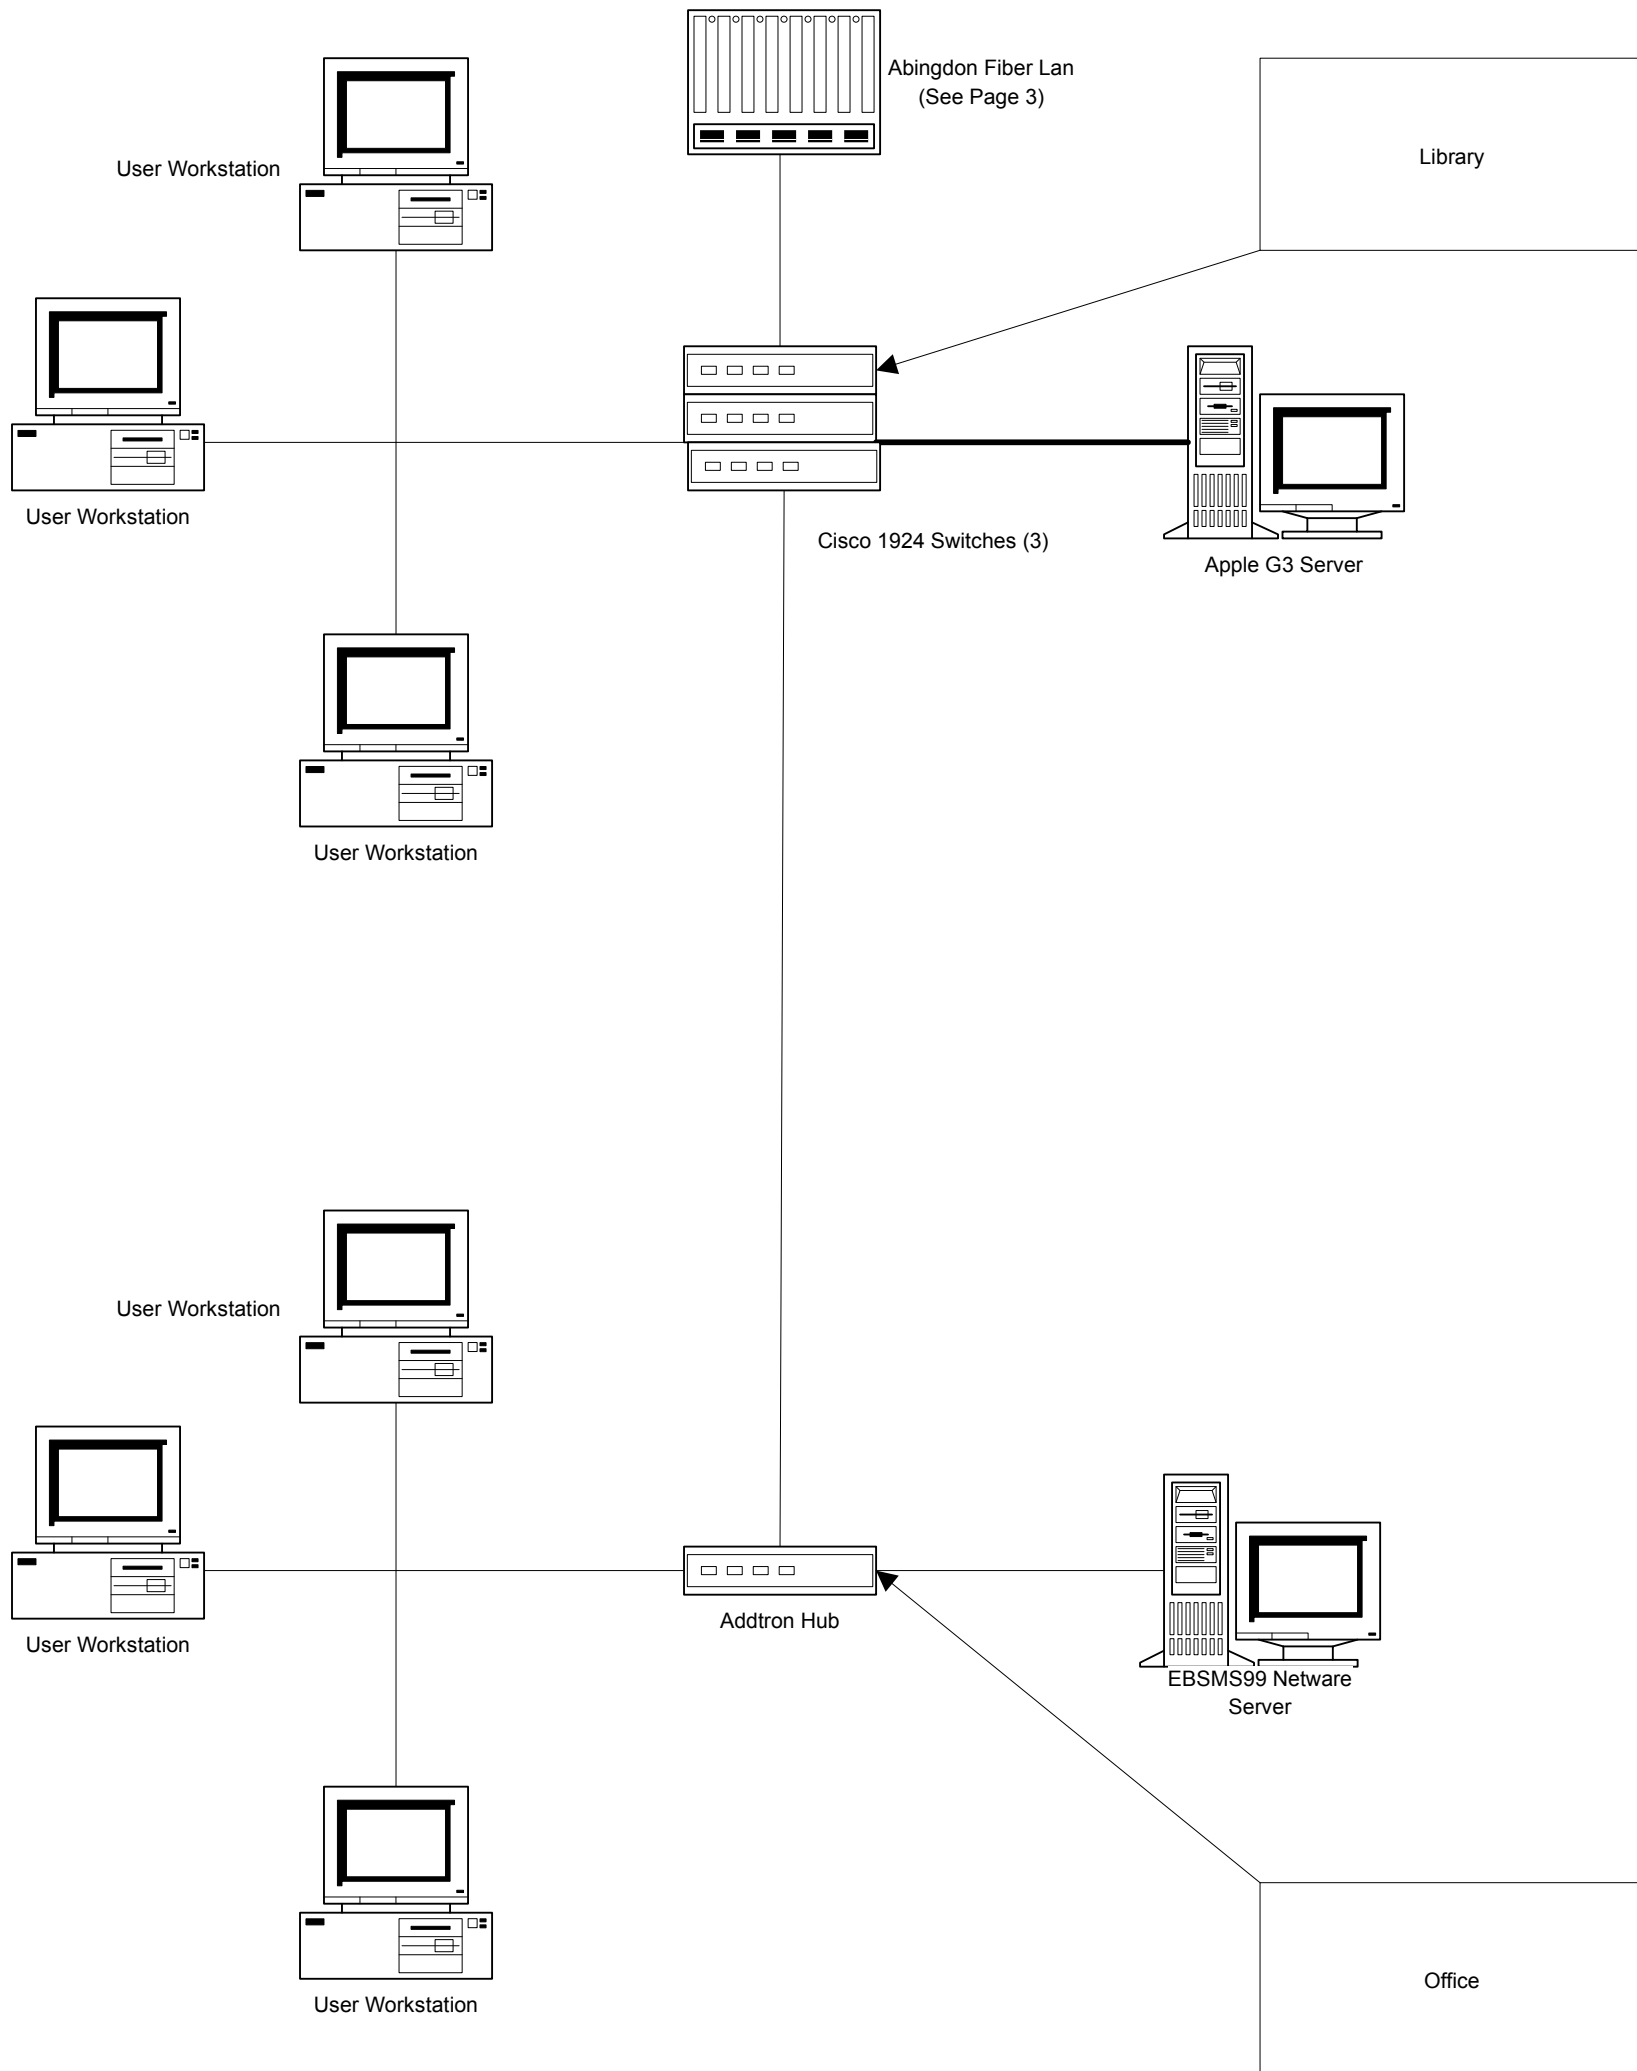 Abingdon Fiber Lan
(See Page 3)
Library
User Workstation
User Workstation
Cisco 1924 Switches (3)
Apple G3 Server
User Workstation
User Workstation
User Workstation
Addtron Hub
EBSMS99 Netware
Server
User Workstation
Office